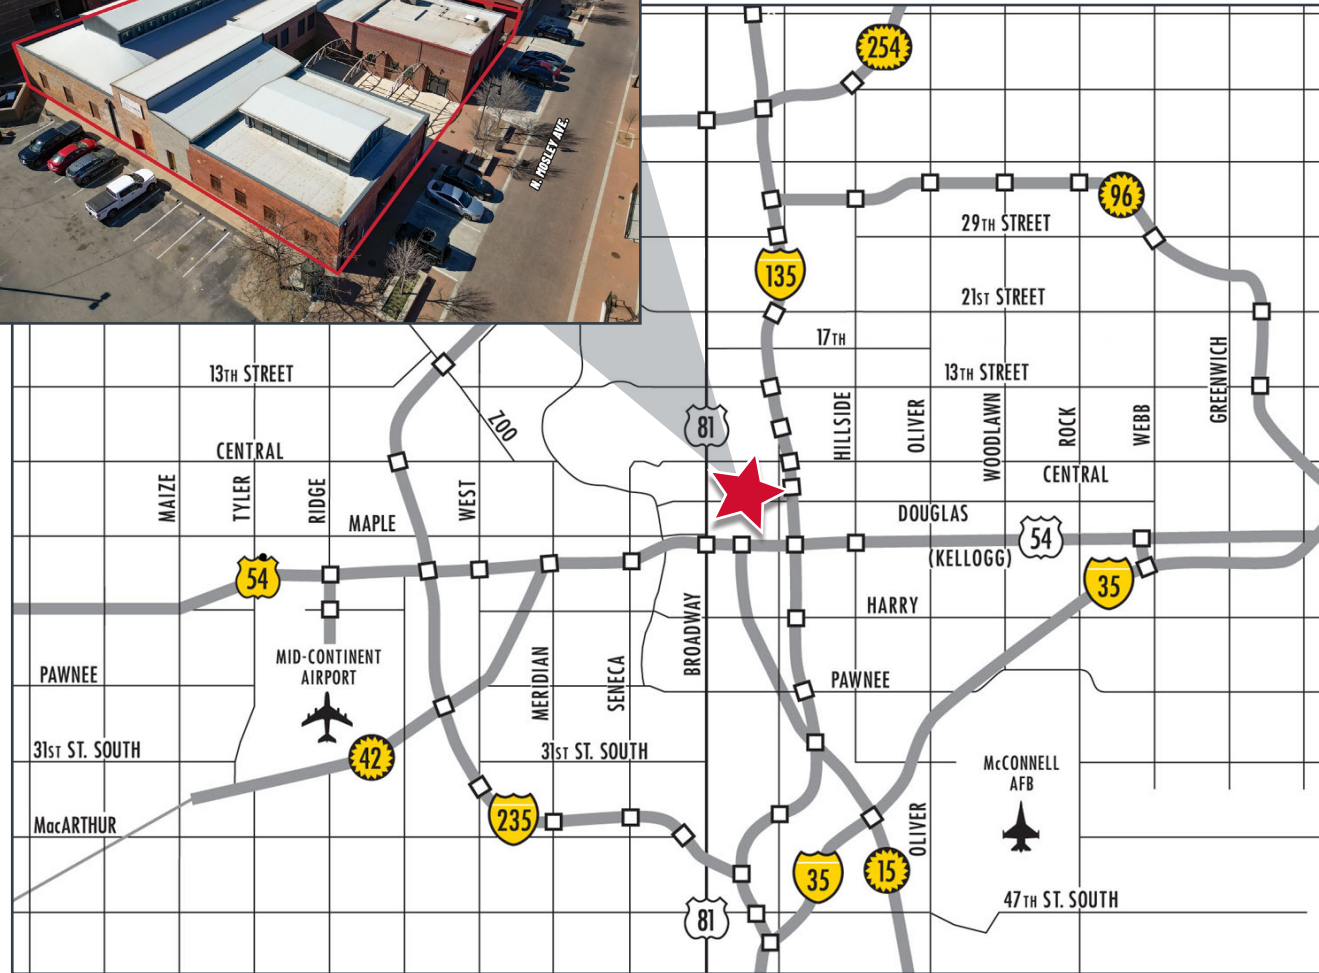 N. MOSLEY AVE.
254
96
29TH STREET
135
21ST STREET
17TH
13TH STREET
13TH STREET
GREENWICH
ZOO
81
HILLSIDE
OLIVER
WOODLAWN
ROCK
WEBB
CENTRAL
CENTRAL
MAIZE
TYLER
RIDGE
WEST
MAPLE
DOUGLAS
54
(KELLOGG)
54
35
HARRY
BROADWAY
MID-CONTINENT
AIRPORT
PAWNEE
MERIDIAN
SENECA
PAWNEE
31ST ST. SOUTH
42
31ST ST. SOUTH
McCONNELL
AFB
MacARTHUR
235
OLIVER
35
15
47TH ST. SOUTH
81